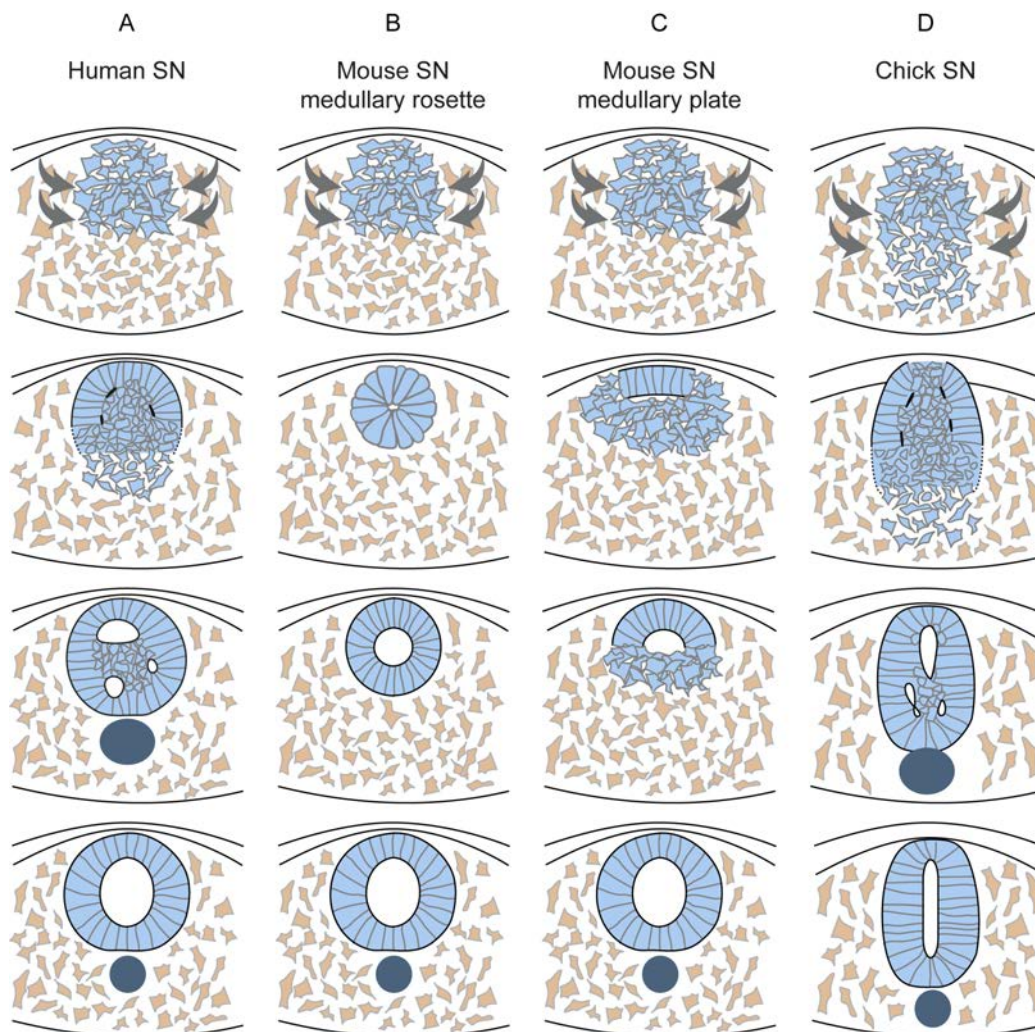 A
B
C
D
Human SN
Mouse SN
medullary rosette
Mouse SN
medullary plate
Chick SN